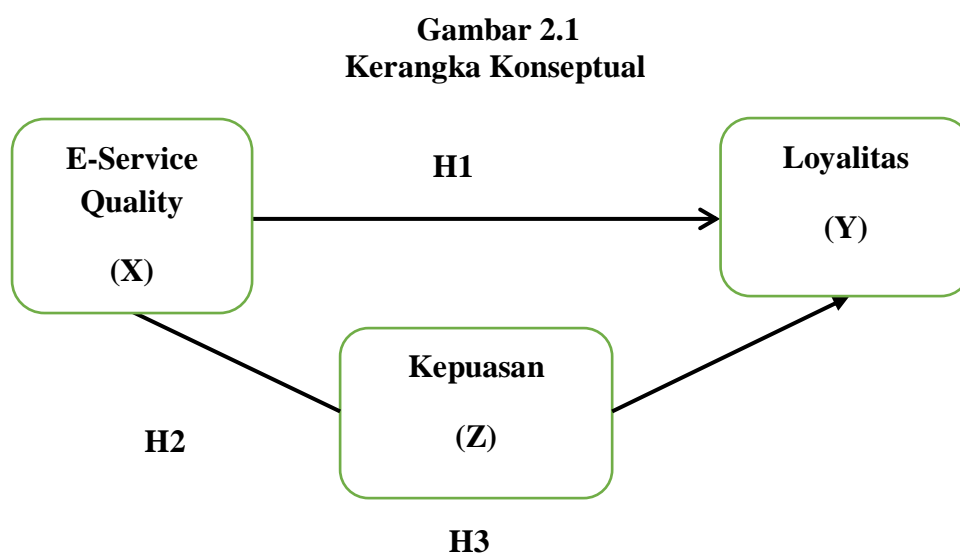 Gambar 2.1
Kerangka Konseptual
E-Service
Quality
(X)
H1
Loyalitas
(Y)
Kepuasan
(Z)
H2
H3